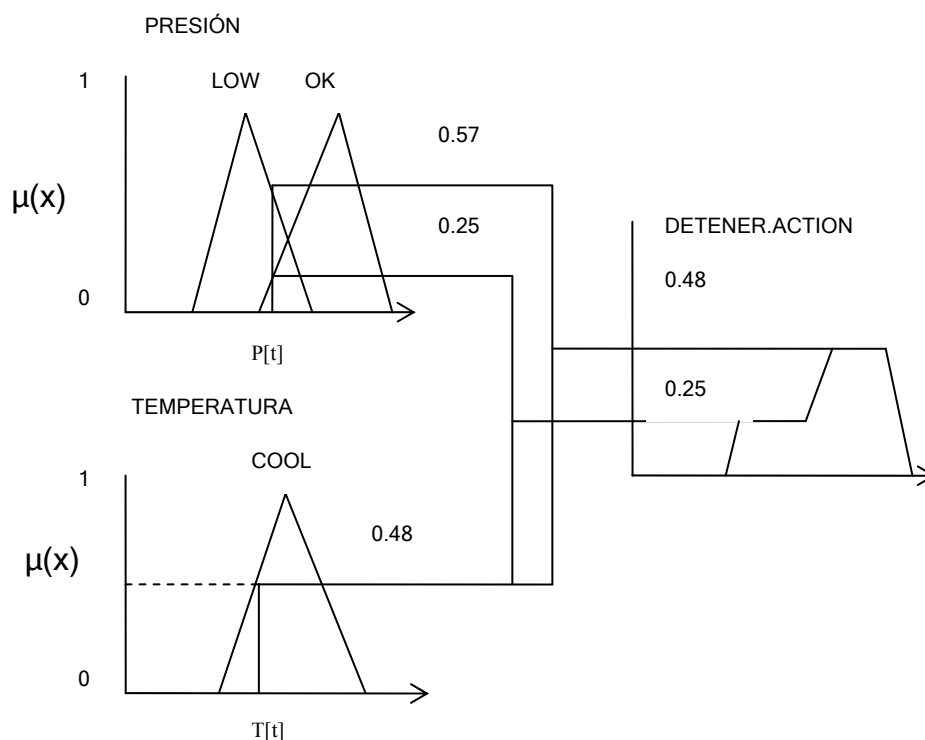 PRESIÓN
1
LOW OK
0.57
μ(x)
0.25
DETENER.ACTION
0.48
0
P[t]
0.25
TEMPERATURA
COOL
1
0.48
μ(x)
0
T[t]